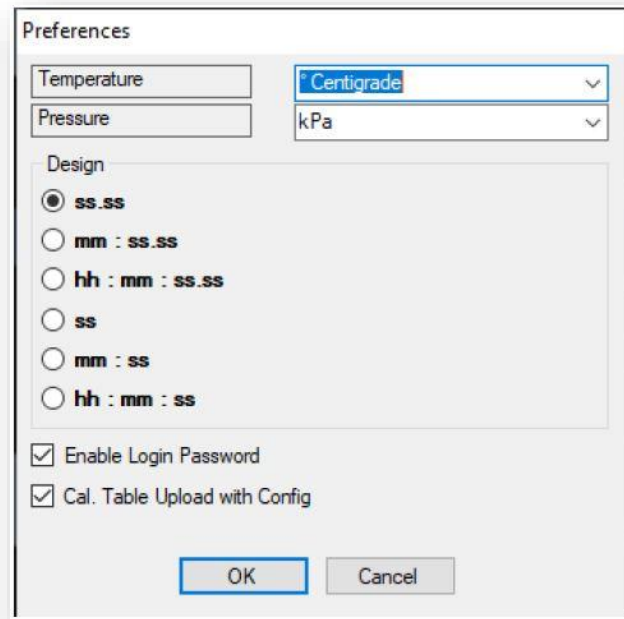 Preferences
Temperature
° Centigrade
Pressure
kPa
Design
ss.ss
mm : ss.ss
hh : mm : ss.ss
ss
mm : ss
hh : mm : ss
Enable Login Password
Cal. Table Upload with Config
OK
Cancel